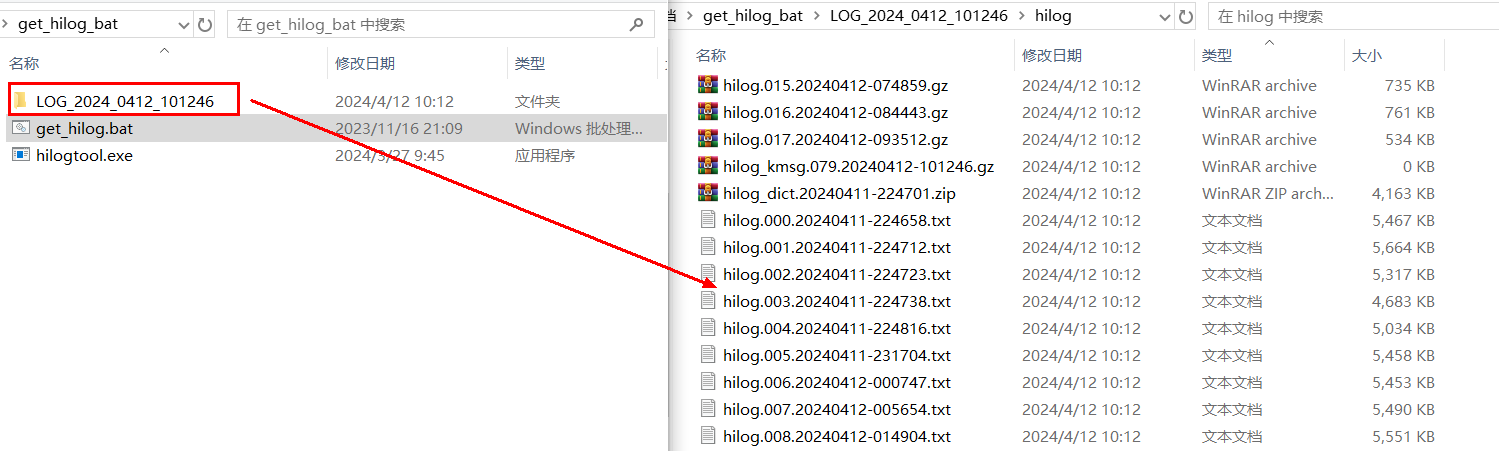 get_hilog_bat
在 get_hilog_bat 中搜索
名称 修改日期 类型
LOG_2024_0412_101246 2024/4/12 10:12 文件夹
get_hilog.bat 2023/11/16 21:09 Windows 批处理...
hilogtool.exe 2024/3/27 9:45 应用程序
get_hilog_bat LOG_2024_0412_101246 hilog
在 hilog 中搜索
名称 修改日期 类型 大小
hilog.015.20240412-074859.gz 2024/4/12 10:12 WinRAR archive 735 KB
hilog.016.20240412-084443.gz 2024/4/12 10:12 WinRAR archive 761 KB
hilog.017.20240412-093512.gz 2024/4/12 10:12 WinRAR archive 534 KB
hilog_kmsg.079.20240412-101246.gz 2024/4/12 10:12 WinRAR archive 0 KB
hilog_dict.20240411-224701.zip 2024/4/12 10:12 WinRAR ZIP arch... 4,163 KB
hilog.000.20240411-224658.txt 2024/4/12 10:12 文本文档 5,467 KB
hilog.001.20240411-224712.txt 2024/4/12 10:12 文本文档 5,664 KB
hilog.002.20240411-224723.txt 2024/4/12 10:12 文本文档 5,317 KB
hilog.003.20240411-224738.txt 2024/4/12 10:12 文本文档 4,683 KB
hilog.004.20240411-224816.txt 2024/4/12 10:12 文本文档 5,034 KB
hilog.005.20240411-231704.txt 2024/4/12 10:12 文本文档 5,458 KB
hilog.006.20240412-000747.txt 2024/4/12 10:12 文本文档 5,453 KB
hilog.007.20240412-005654.txt 2024/4/12 10:12 文本文档 5,490 KB
hilog.008.20240412-014904.txt 2024/4/12 10:12 文本文档 5,551 KB